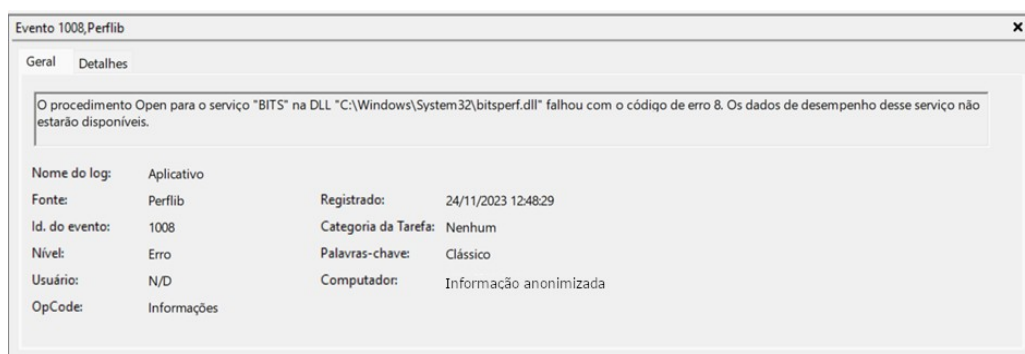 Evento 1008,Perflib
Geral Detalhes
O procedimento Open para o serviço "BITS" na DLL "C:\Windows\System32\bitsperf.dll" falhou com o código de erro 8. Os dados de desempenho desse serviço não
estarão disponíveis.
Nome do log: Aplicativo
Fonte: Perflib Registrado: 24/11/2023 12:48:29
Id. do evento: 1008 Categoria da Tarefa: Nenhum
Nível: Erro Palavras-chave: Clássico
Usuário: N/D Computador: Informação anonimizada
OpCode: Informações